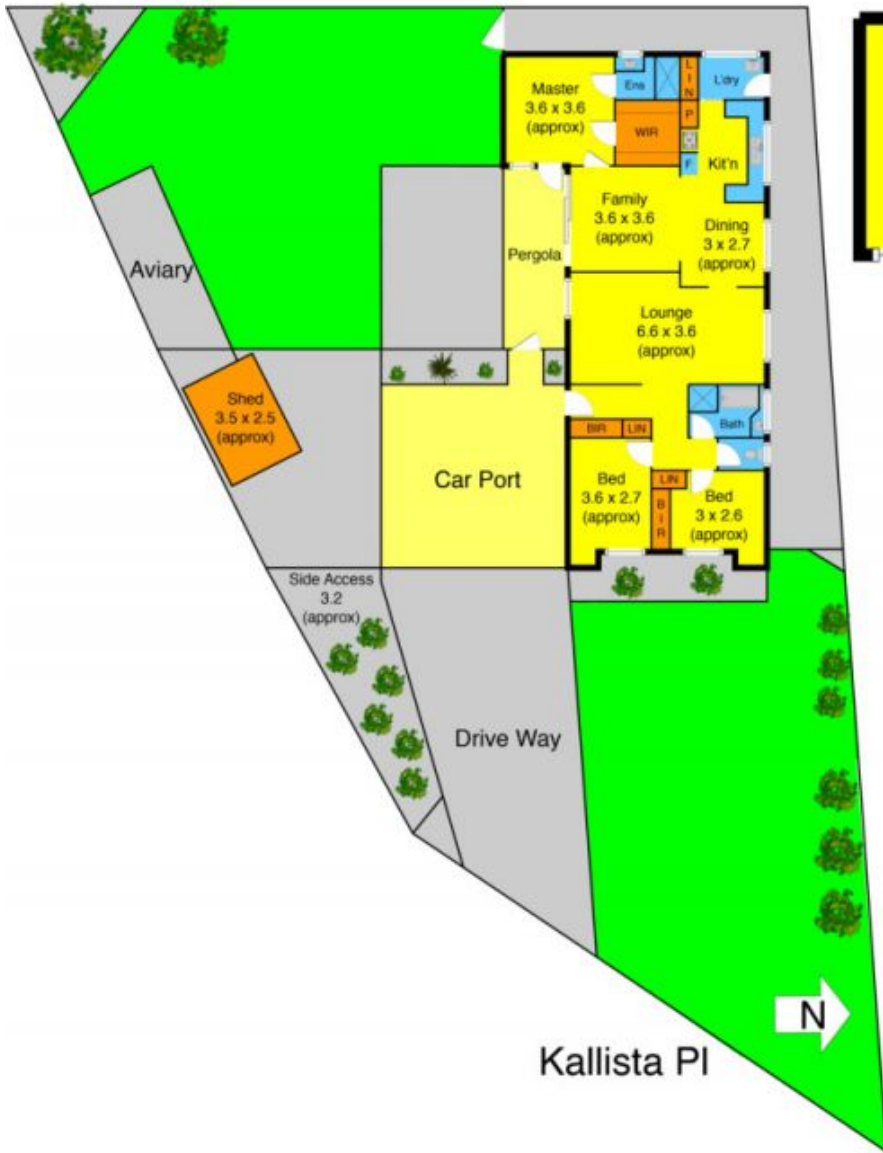 Master
3.6 x 3.6
(approx)
Ens
L
I
N
L'dry
WIR
P
F
Kit'n
Family
3.6 x 3.6
(approx)
Dining
3 x 2.7
(approx)
Pergola
Aviary
Lounge
6.6 x 3.6
(approx)
Shed
3.5 x 2.5
(approx)
Bath
BIR
LIN
Car Port
Bed
3.6 x 2.7
(approx)
LIN
B
I
R
Bed
3 x 2.6
(approx)
Side Access
3.2
(approx)
Drive Way
N
Kallista Pl